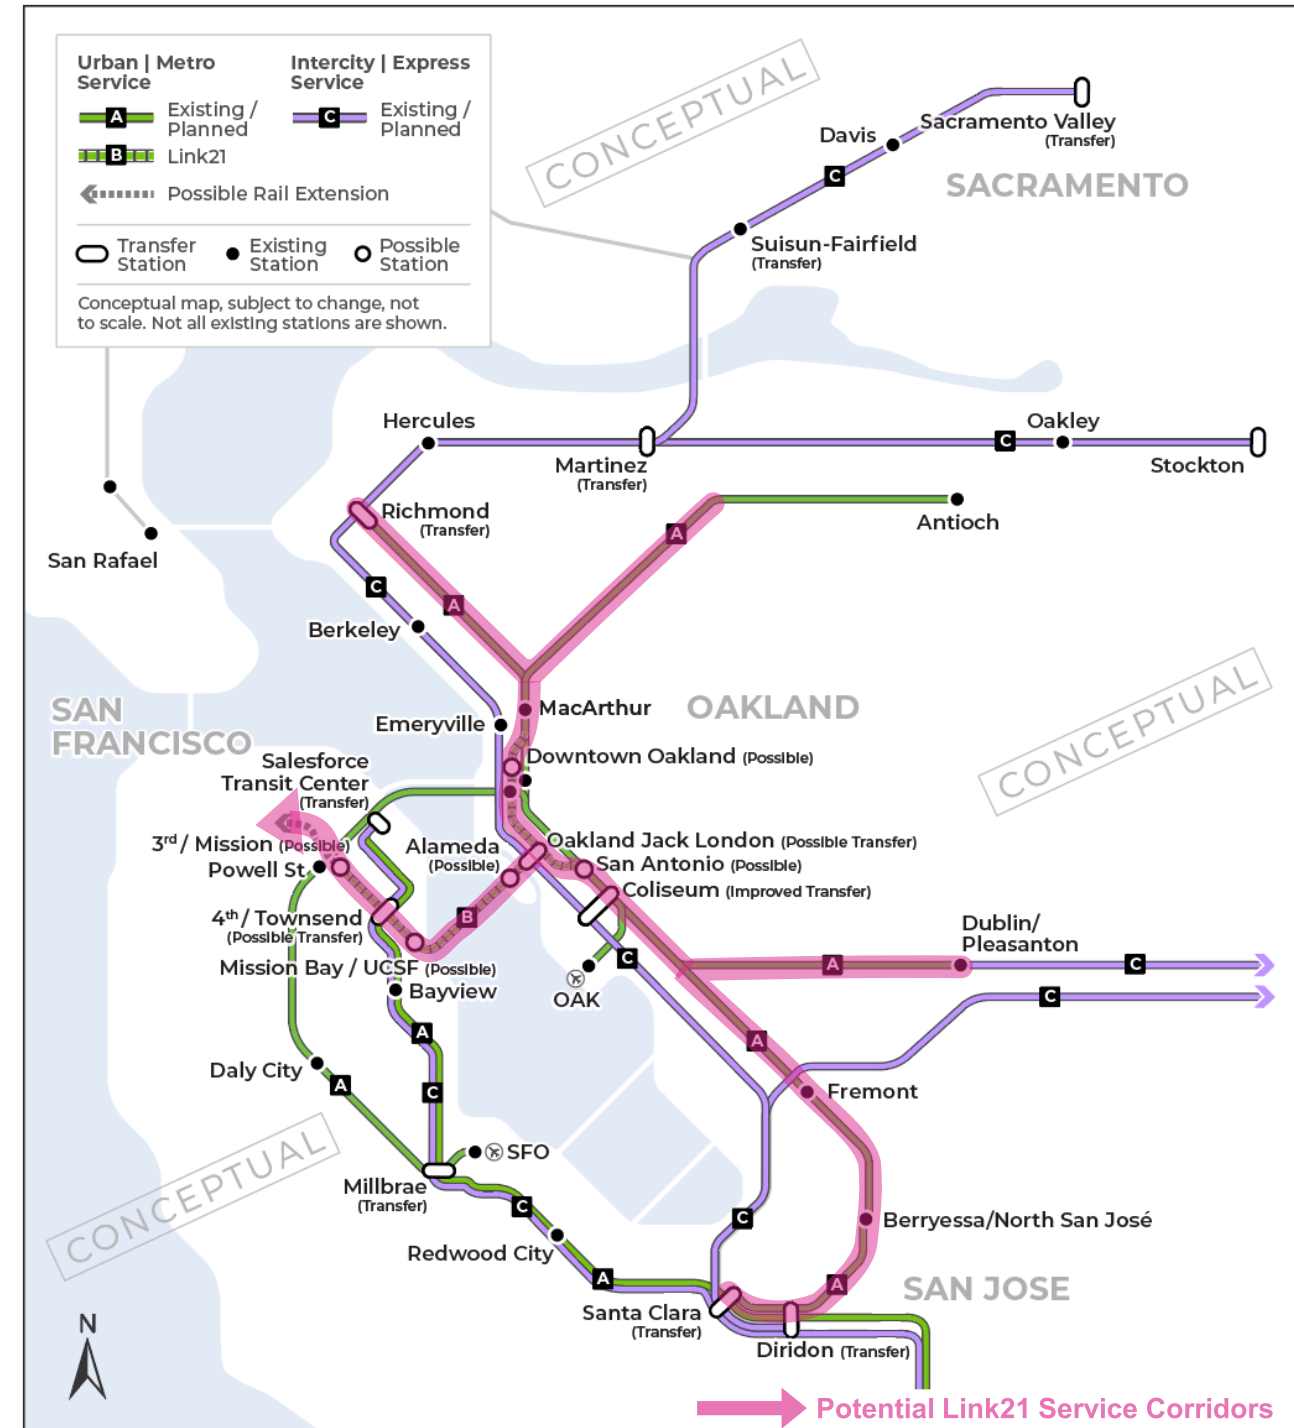 Urban | Metro
Service
Intercity | Express
Service
A
Existing /
Planned
C
Existing /
Planned
B
Link21
Possible Rail Extension
Transfer
Station
Existing
Station
Possible
Station
Conceptual map, subject to change, not
to scale. Not all existing stations are shown.
CONCEPTUAL
Sacramento Valley
(Transfer)
Davis
C
SACRAMENTO
Suisun-Fairfield
(Transfer)
Hercules
Martinez
(Transfer)
C
Oakley
Stockton
Richmond
(Transfer)
Antioch
A
San Rafael
C
A
Berkeley
CONCEPTUAL
SAN
FRANCISCO
MacArthur
OAKLAND
Emeryville
Downtown Oakland (Possible)
Salesforce
Transit Center
(Transfer)
3rd / Mission (Possible)
Powell St
Alameda
(Possible)
Oakland Jack London (Possible Transfer)
San Antonio (Possible)
Coliseum (Improved Transfer)
4th / Townsend
(Possible Transfer)
B
Dublin/
Pleasanton
Mission Bay / UCSF (Possible)
C
A
C
Bayview
OAK
C
A
A
Daly City
A
C
Fremont
CONCEPTUAL
SFO
Millbrae
(Transfer)
C
C
Berryessa/North San José
Redwood City
A
A
SAN JOSE
Santa Clara
(Transfer)
Diridon (Transfer)
N
Potential Link21 Service Corridors